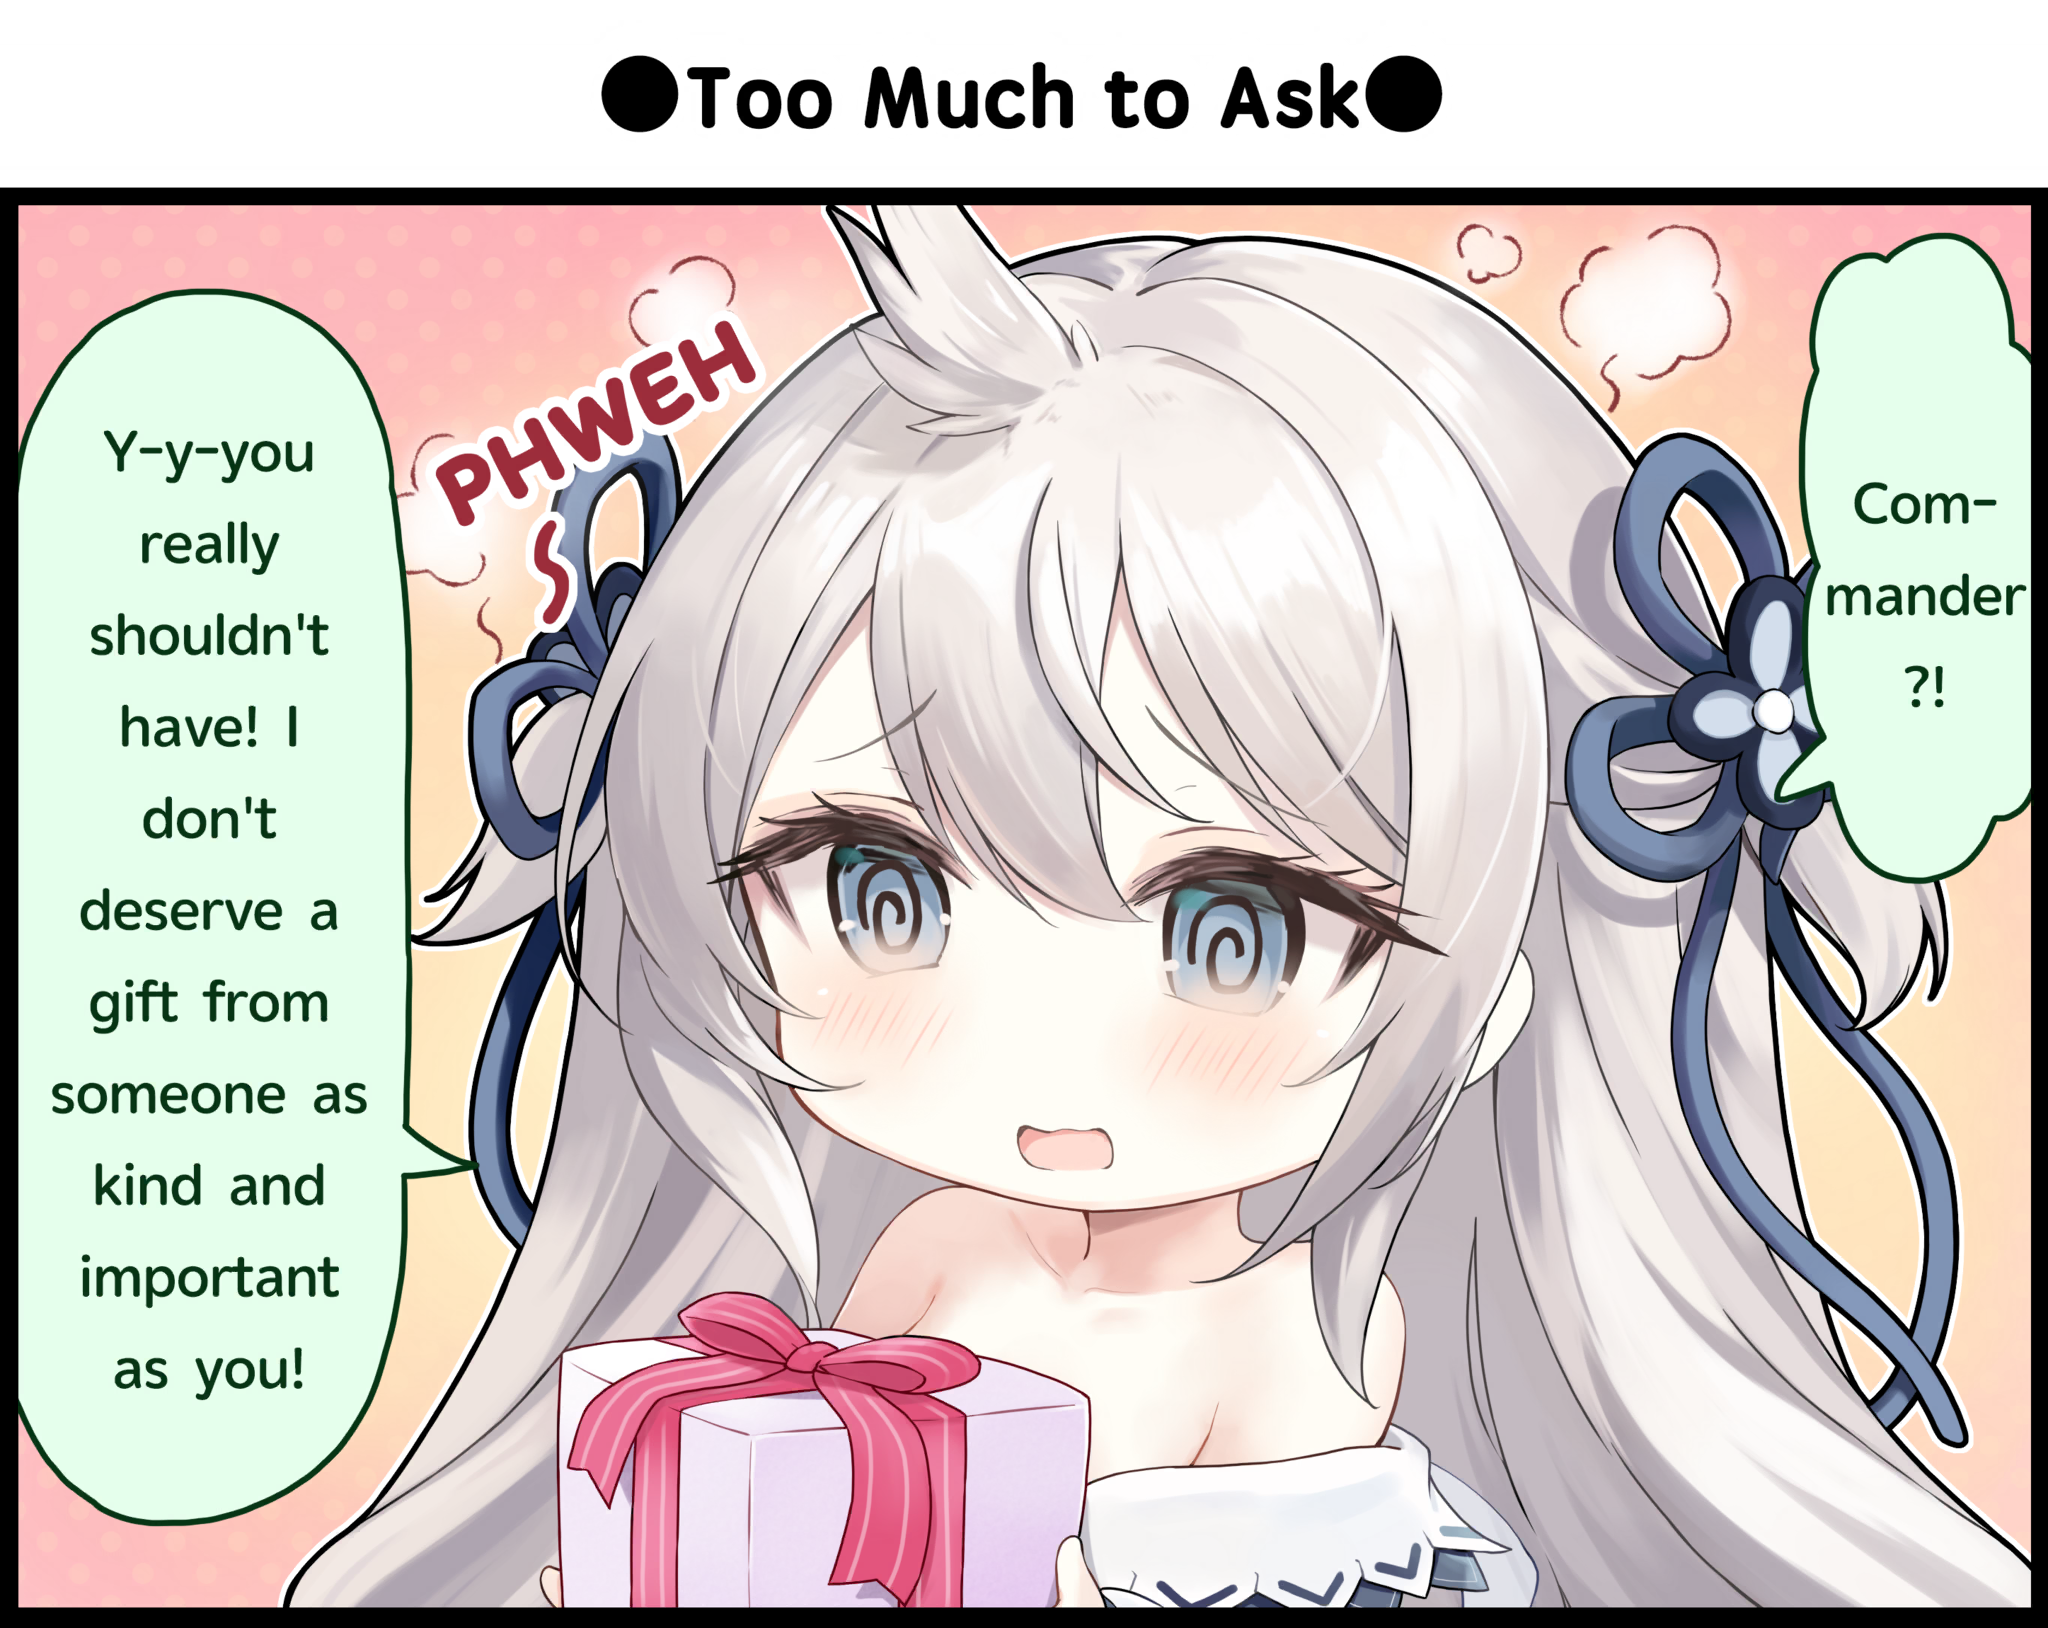 ●Too Much to Ask●
Com-
mander
?!
PHWEH
Y-y-you
really
shouldn't
have! I
don't
deserve a
gift from
someone as
kind and
important
as you!